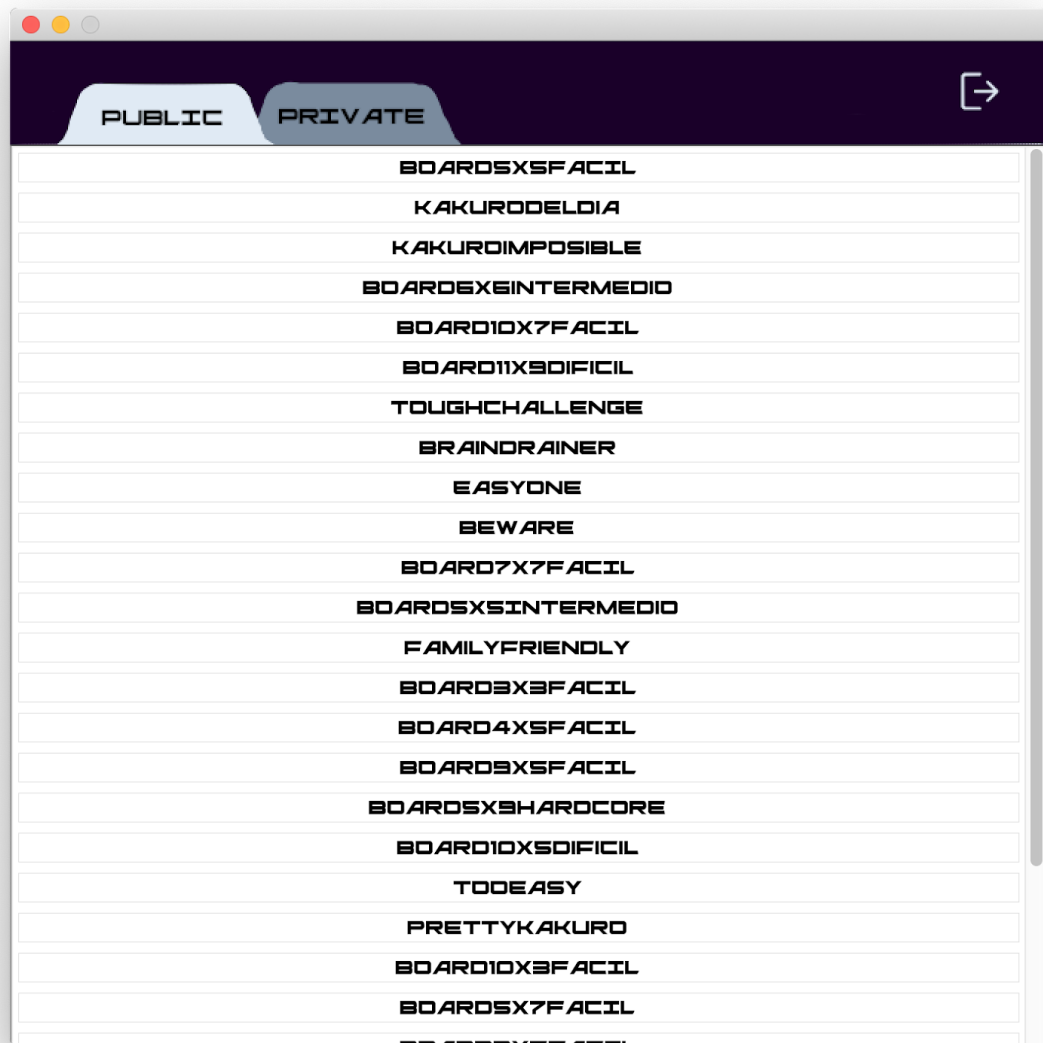 PUBLIC PRIVATE
BOARD5X5FACIL
KAKURODELDIA
KAKUROIMPOSIBLE
BOARD6X6INTERMEDIO
BOARD10X7FACIL
BOARD11X9DIFICIL
TOUGHCHALLENGE
BRAINDRAINER
EASYONE
BEWARE
BOARD7X7FACIL
BOARD5X5INTERMEDIO
FAMILYFRIENDLY
BOARD3X3FACIL
BOARD4X5FACIL
BOARD9X5FACIL
BOARD5X9HARDCORE
BOARD10X5DIFICIL
TOOEASY
PRETTYKAKURO
BOARD10X3FACIL
BOARD5X7FACIL